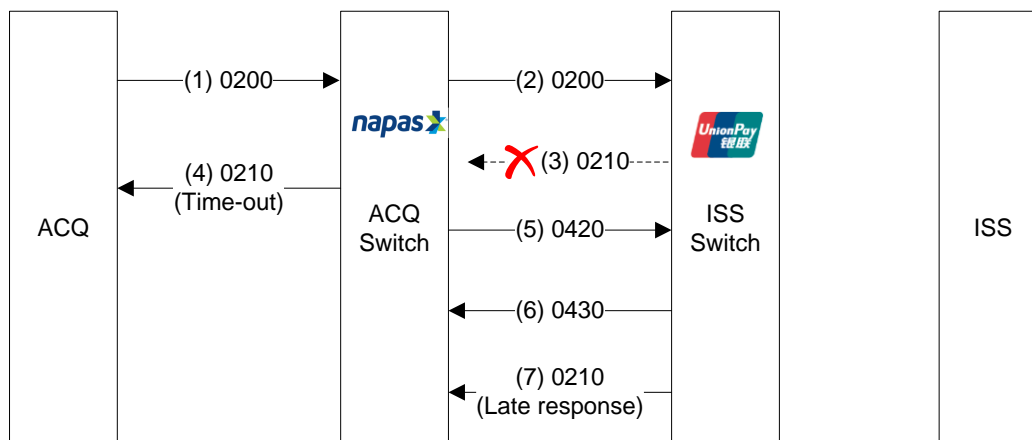 (1) 0200
(2) 0200
napas
UnionPay
银联
(3) 0210
(4) 0210
(Time-out)
ACQ
ACQ
Switch
(5) 0420
ISS
Switch
ISS
(6) 0430
(7) 0210
(Late response)